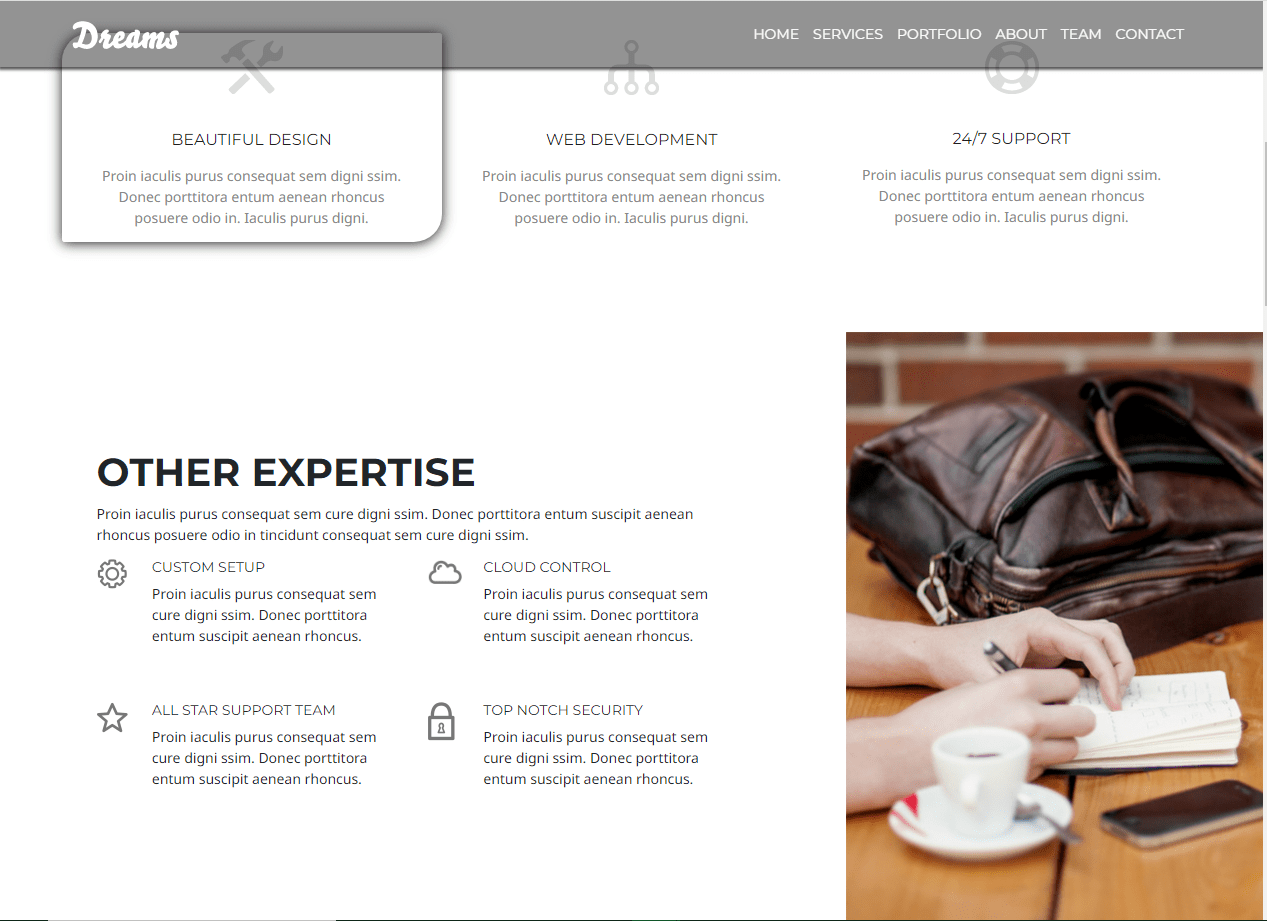 Dreams
HOME SERVICES PORTFOLIO ABOUT TEAM CONTACT
BEAUTIFUL DESIGN
Proin iaculis purus consequat sem digni ssim.
Donec porttitora entum aenean rhoncus
posuere odio in. Iaculis purus digni.
WEB DEVELOPMENT
Proin iaculis purus consequat sem digni ssim.
Donec porttitora entum aenean rhoncus
posuere odio in. Iaculis purus digni.
24/7 SUPPORT
Proin iaculis purus consequat sem digni ssim.
Donec porttitora entum aenean rhoncus
posuere odio in. Iaculis purus digni.
OTHER EXPERTISE
Proin iaculis purus consequat sem cure digni ssim. Donec porttitora entum suscipit aenean
rhoncus posuere odio in tincidunt consequat sem cure digni ssim.
CUSTOM SETUP
Proin iaculis purus consequat sem
cure digni ssim. Donec porttitora
entum suscipit aenean rhoncus.
CLOUD CONTROL
Proin iaculis purus consequat sem
cure digni ssim. Donec porttitora
entum suscipit aenean rhoncus.
ALL STAR SUPPORT TEAM
Proin iaculis purus consequat sem
cure digni ssim. Donec porttitora
entum suscipit aenean rhoncus.
TOP NOTCH SECURITY
Proin iaculis purus consequat sem
cure digni ssim. Donec porttitora
entum suscipit aenean rhoncus.